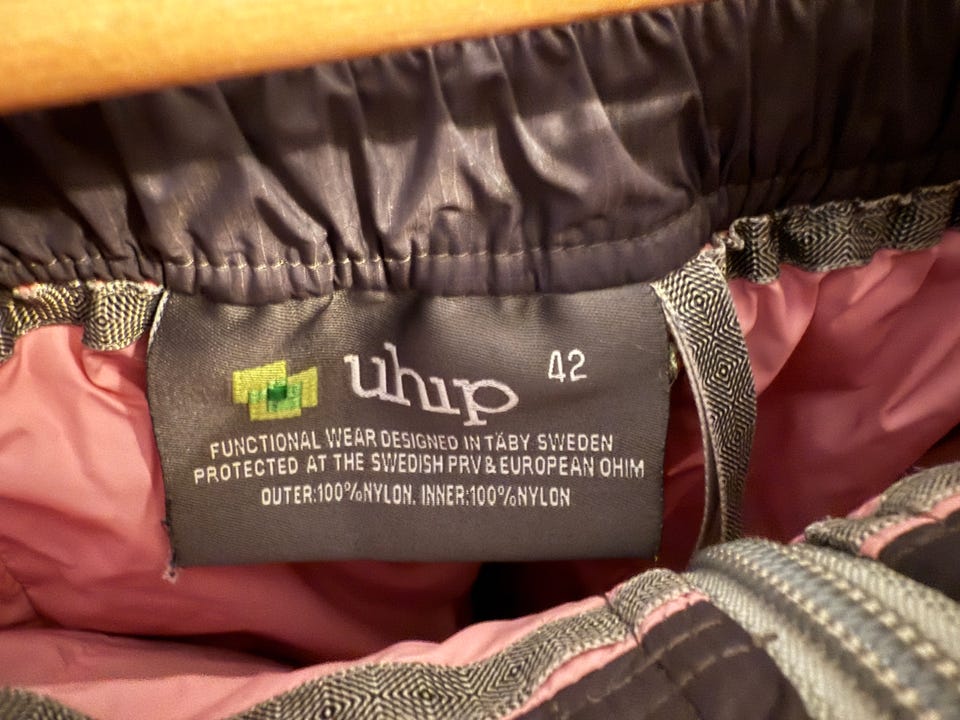 uhıp 42
FUNCTIONAL WEAR DESIGNED IN TÄBY SWEDEN
PROTECTED AT THE SWEDISH PRV & EUROPEAN OHIM
OUTER:100%NYLON. INNER:100%NYLON